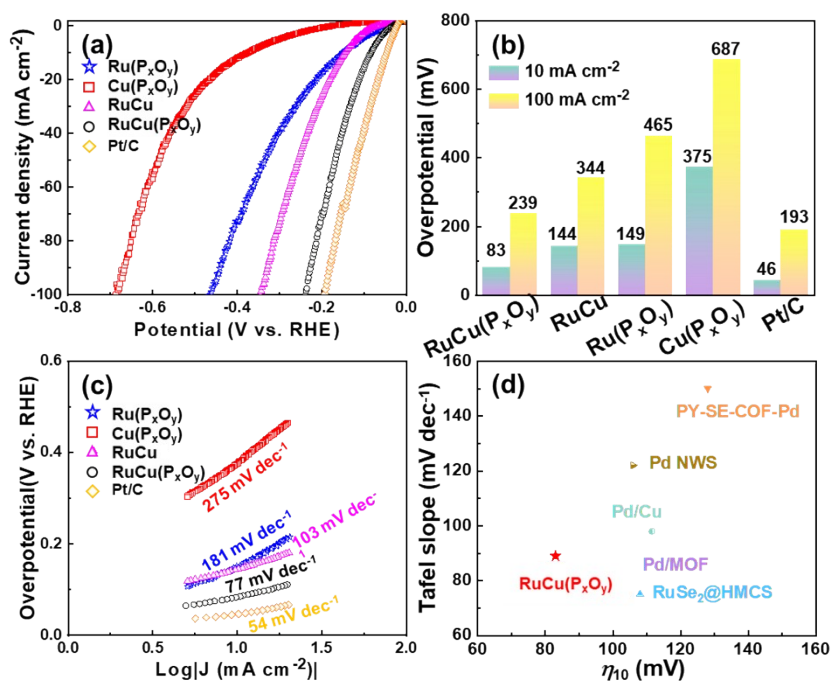 (a)
Ru(PxOy)
Cu(PxOy)
RuCu
RuCu(PxOy)
Pt/C
Current density (mA cm-2)
0
-20
-40
-60
-80
-100
-0.8
-0.6
-0.4
-0.2
0.0
Potential (V vs. RHE)
(b)
10 mA cm-2
100 mA cm-2
Overpotential (mV)
800
600
400
200
0
83
239
144
344
149
465
375
687
46
193
RuCu(PxOy)
RuCu
Ru(PxOy)
Cu(PxOy)
Pt/C
(c)
Ru(PxOy)
Cu(PxOy)
RuCu
RuCu(PxOy)
Pt/C
Overpotential(V vs. RHE)
0.6
0.4
0.2
0.0
275 mV dec-1
181 mV dec-1
103 mV dec-1
77 mV dec-1
54 mV dec-1
0.0
0.5
1.0
1.5
2.0
Log|J (mA cm-2)|
(d)
Tafel slope (mV dec-1)
160
140
120
100
80
60
PY-SE-COF-Pd
Pd NWS
Pd/Cu
Pd/MOF
RuCu(PxOy)
RuSe2@HMCS
60
80
100
120
140
160
η10 (mV)